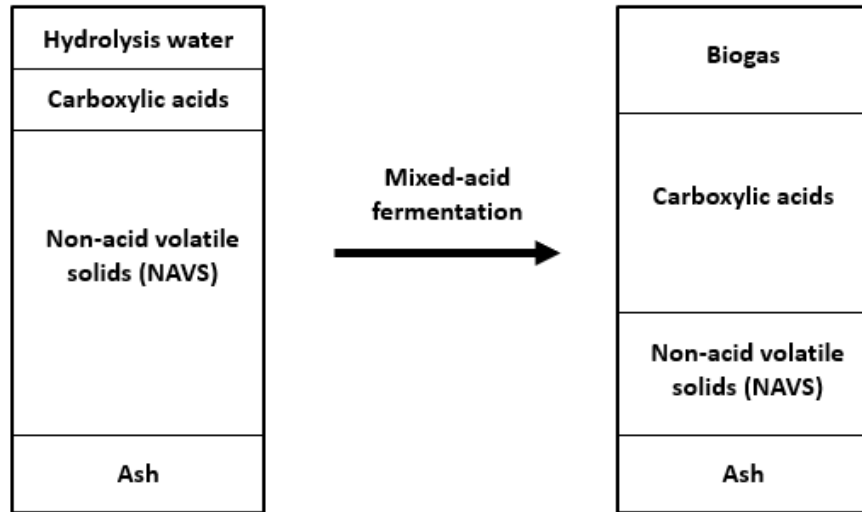 Hydrolysis water
Carboxylic acids
Non-acid volatile
solids (NAVS)
Ash
Mixed-acid
fermentation
Biogas
Carboxylic acids
Non-acid volatile
solids (NAVS)
Ash